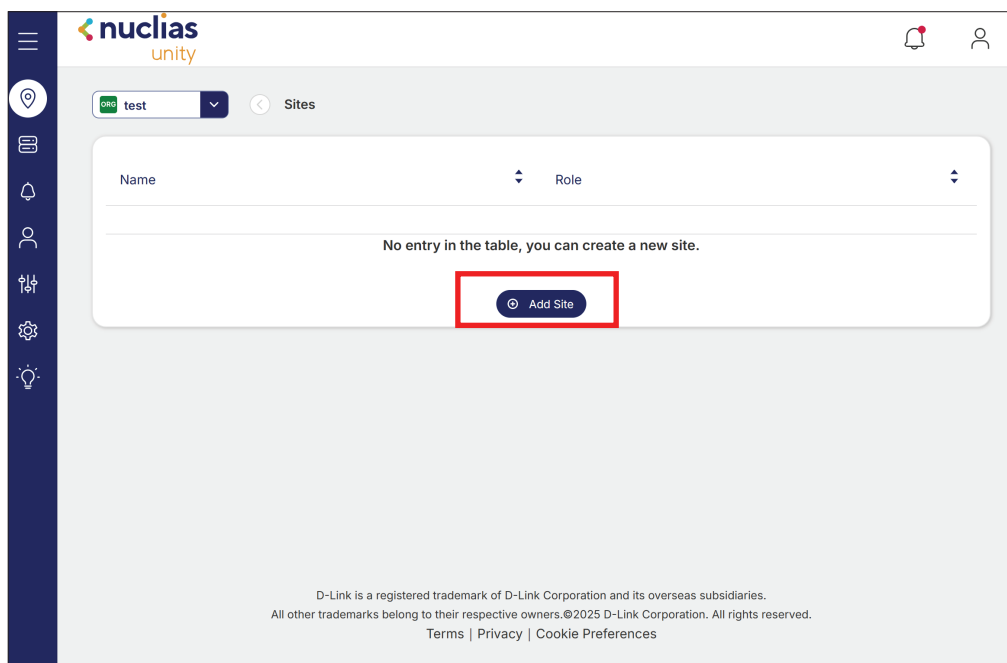 nuclias
unity
ORG test
Sites
Name
Role
No entry in the table, you can create a new site.
Add Site
D-Link is a registered trademark of D-Link Corporation and its overseas subsidiaries.
All other trademarks belong to their respective owners.©2025 D-Link Corporation. All rights reserved.
Terms | Privacy | Cookie Preferences